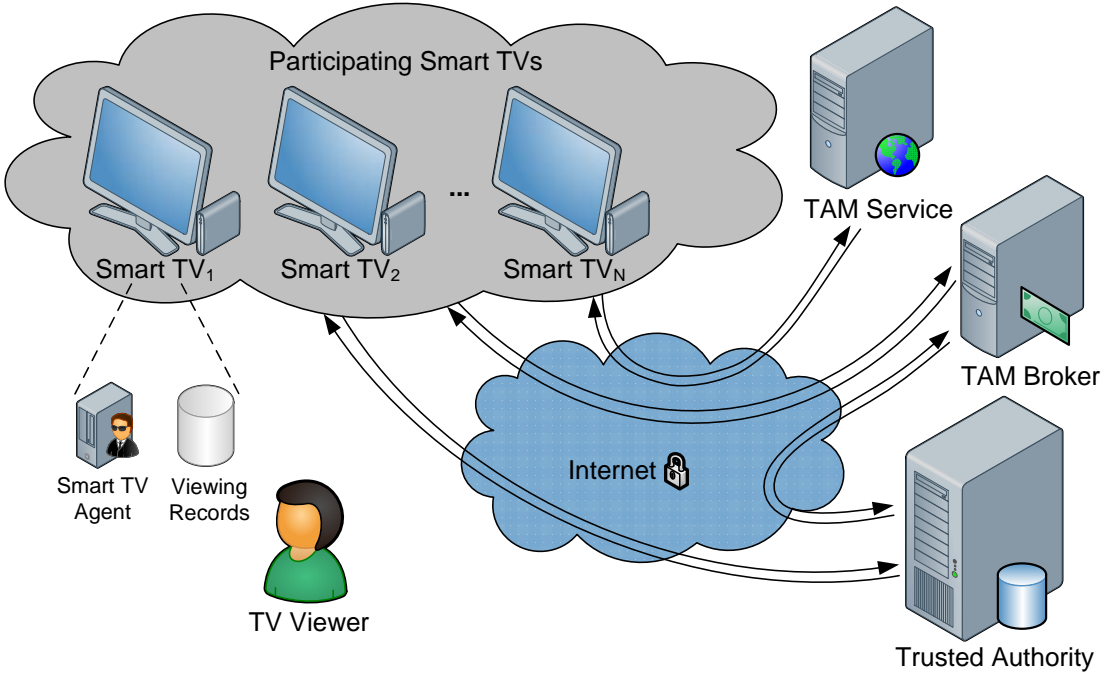 Participating Smart TVs
...
Smart TV₁
Smart TV₂
Smart TVN
TAM Service
TAM Broker
Internet
Smart TV
Agent
Viewing
Records
TV Viewer
Trusted Authority